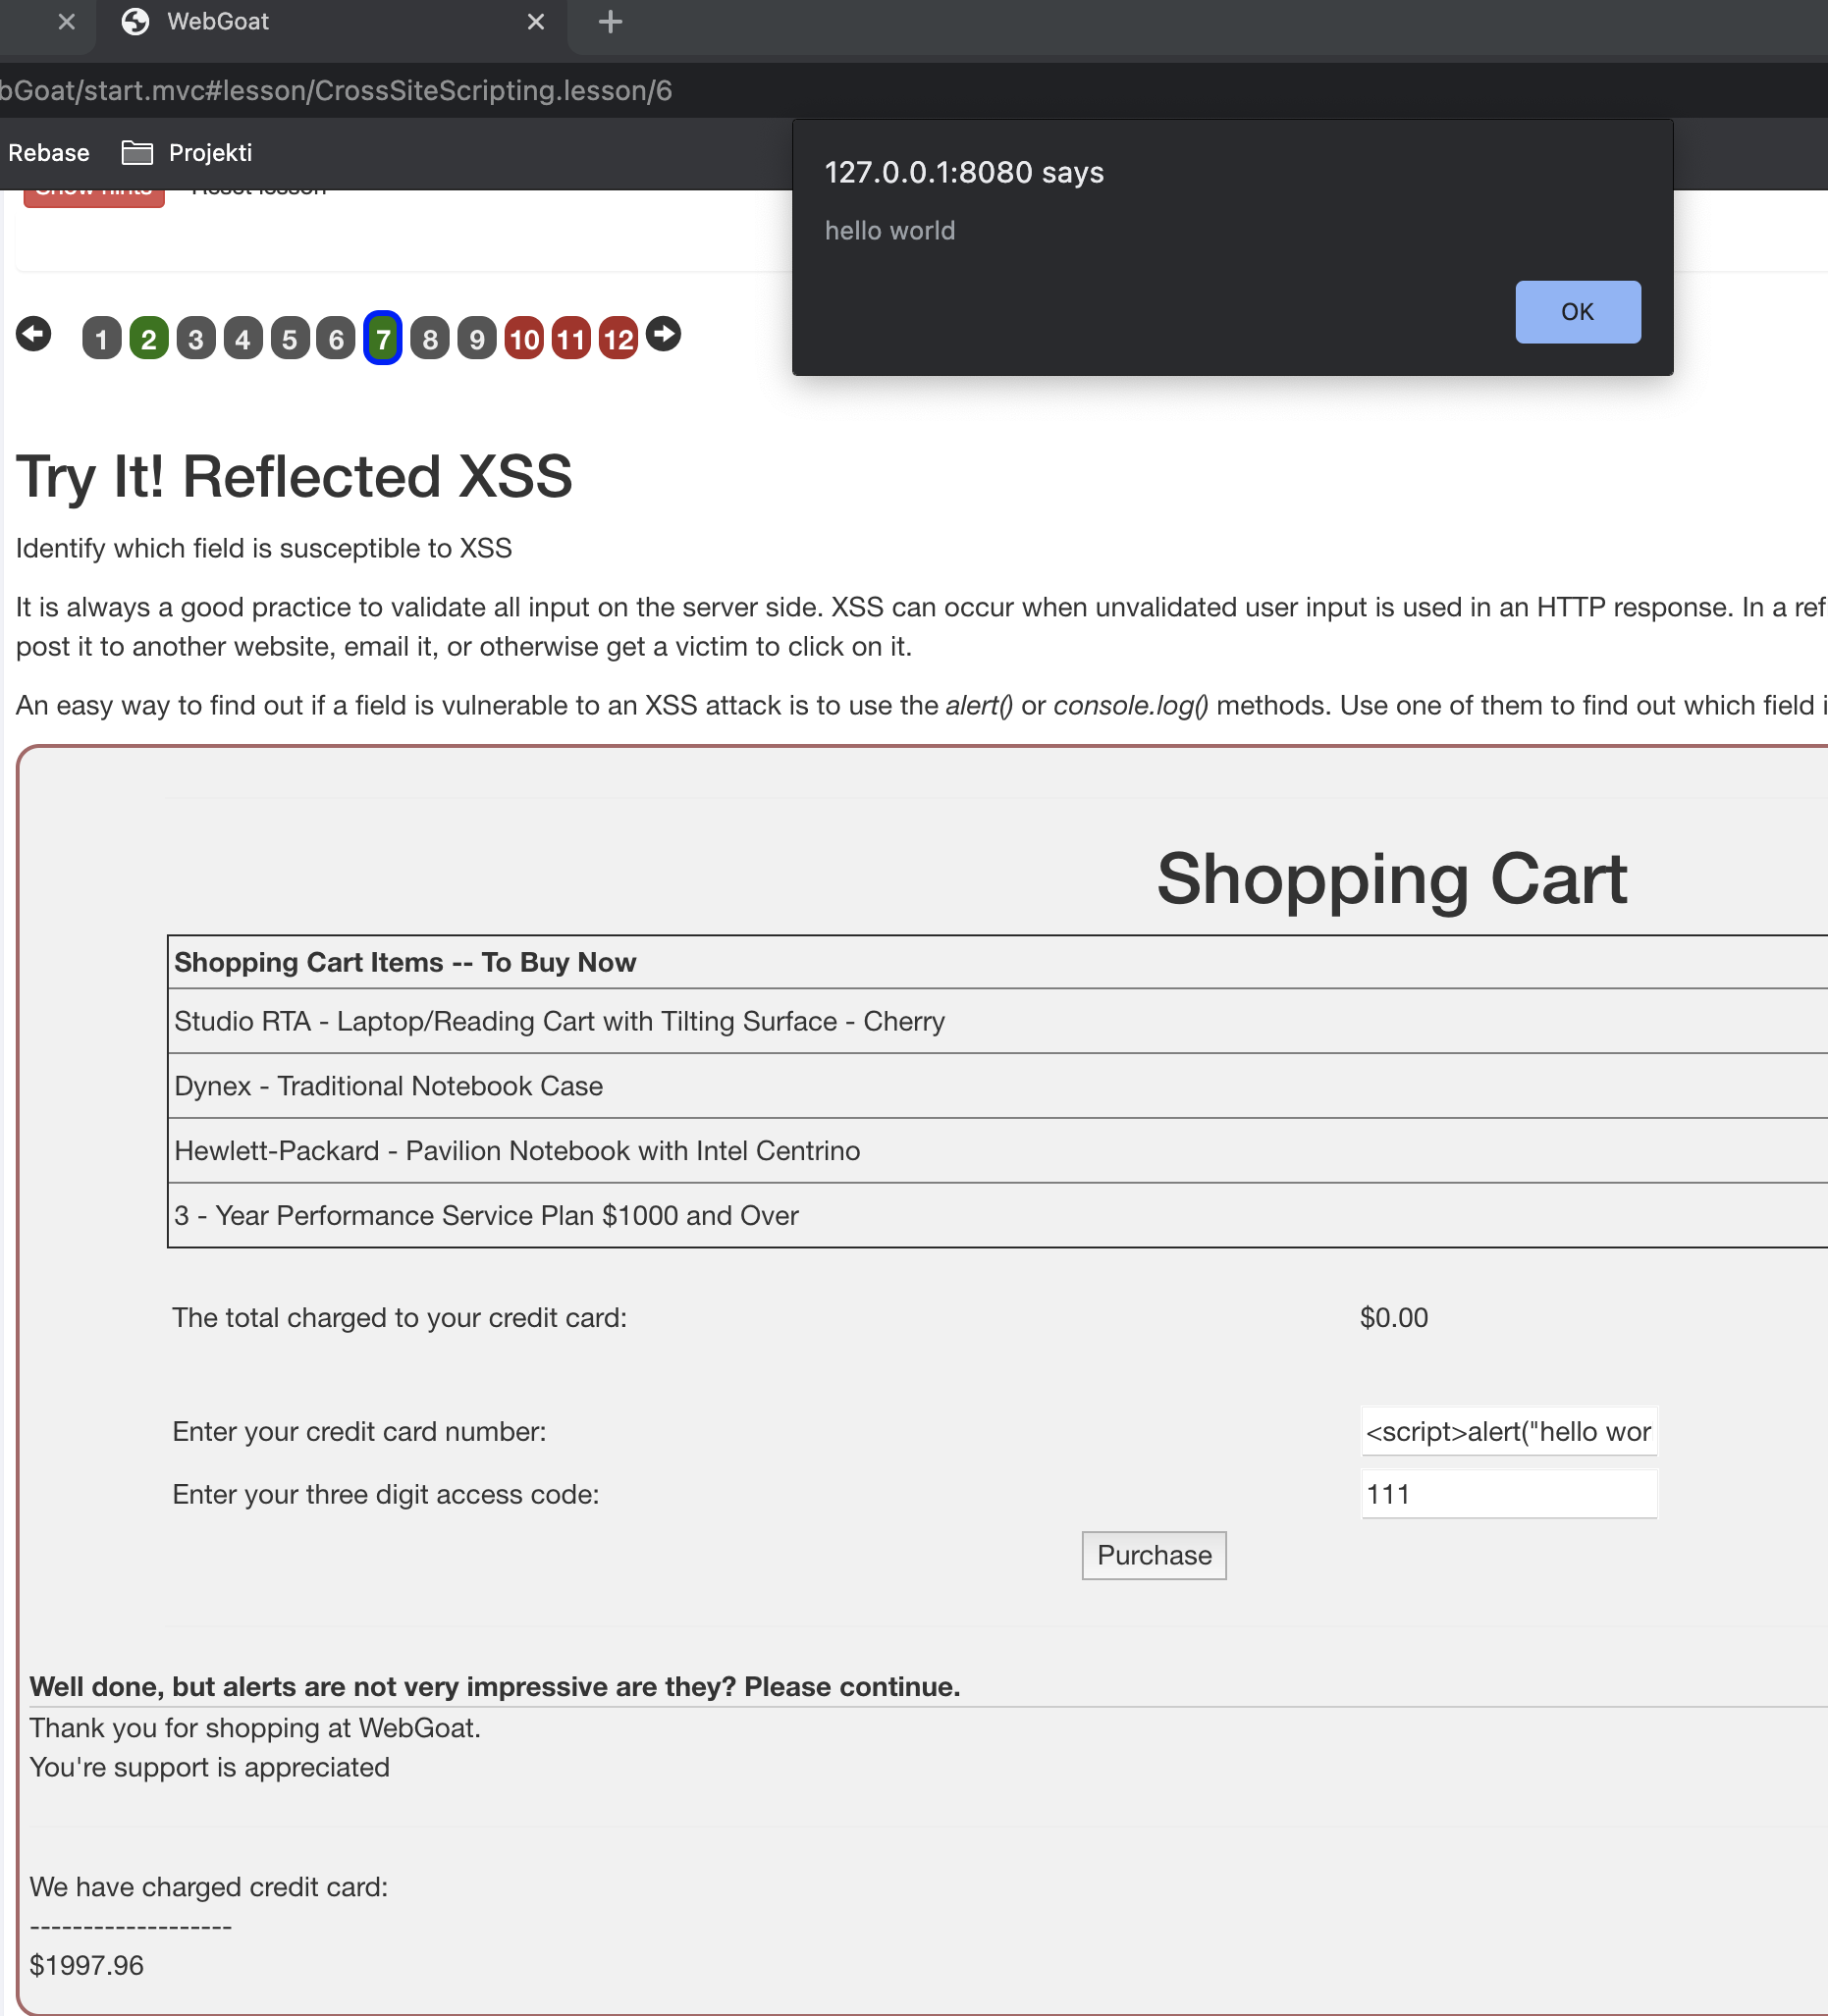 WebGoat
bGoat/start.mvc#lesson/CrossSiteScripting.lesson/6
Rebase Projekti
127.0.0.1:8080 says
hello world
OK
Show hints Reset lesson
1 2 3 4 5 6 7 8 9 10 11 12
Try It! Reflected XSS
Identify which field is susceptible to XSS
It is always a good practice to validate all input on the server side. XSS can occur when unvalidated user input is used in an HTTP response. In a ref
post it to another website, email it, or otherwise get a victim to click on it.
An easy way to find out if a field is vulnerable to an XSS attack is to use the alert() or console.log() methods. Use one of them to find out which field i
Shopping Cart
Shopping Cart Items -- To Buy Now
Studio RTA - Laptop/Reading Cart with Tilting Surface - Cherry
Dynex - Traditional Notebook Case
Hewlett-Packard - Pavilion Notebook with Intel Centrino
3 - Year Performance Service Plan $1000 and Over
The total charged to your credit card: $0.00
Enter your credit card number: <script>alert("hello wor
Enter your three digit access code: 111
Purchase
Well done, but alerts are not very impressive are they? Please continue.
Thank you for shopping at WebGoat.
You're support is appreciated
We have charged credit card:
-------------------
$1997.96